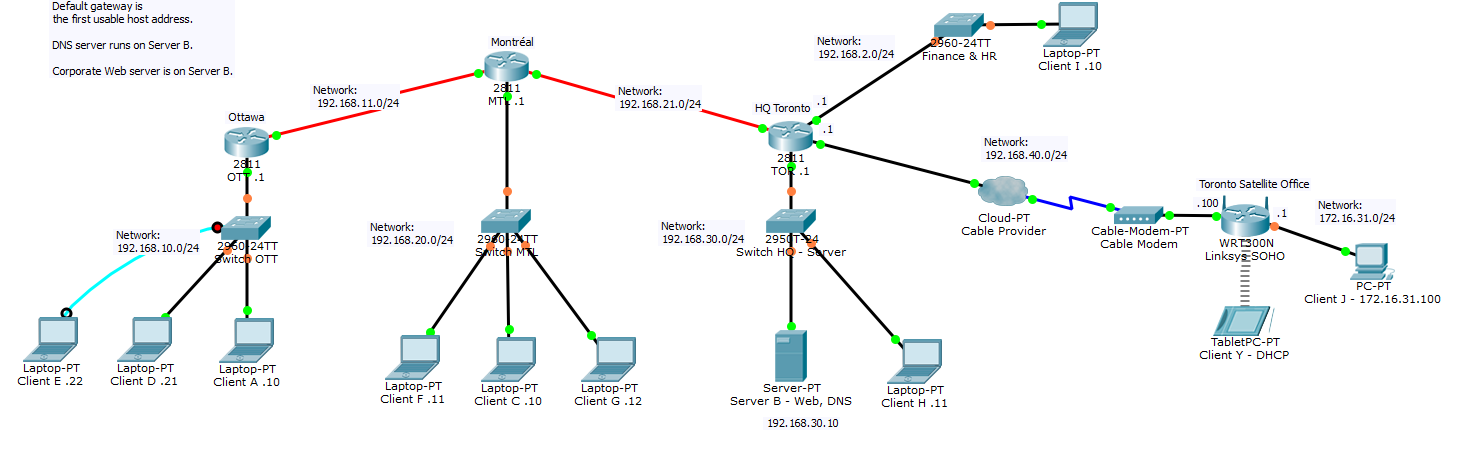 Default gateway is
the first usable host address.
DNS server runs on Server B.
Corporate Web server is on Server B.
Montréal
2811
MTL .1
Network:
192.168.11.0/24
Network:
192.168.21.0/24
Ottawa
2811
OTT .1
HQ Toronto
.1
.1
2811
TOR .1
Network:
192.168.2.0/24
2960-24TT
Finance & HR
Laptop-PT
Client I .10
Network:
192.168.40.0/24
Cloud-PT
Cable Provider
Cable-Modem-PT
Cable Modem
Toronto Satellite Office
.100
.1
WRT300N
Linksys SOHO
Network:
172.16.31.0/24
PC-PT
Client J - 172.16.31.100
TabletPC-PT
Client Y - DHCP
Network:
192.168.10.0/24
2960-24TT
Switch OTT
Laptop-PT
Client E .22
Laptop-PT
Client D .21
Laptop-PT
Client A .10
Network:
192.168.20.0/24
2960-24TT
Switch MTL
Laptop-PT
Client F .11
Laptop-PT
Client C .10
Laptop-PT
Client G .12
Network:
192.168.30.0/24
2950T-24
Switch HQ - Server
Server-PT
Server B - Web, DNS
192.168.30.10
Laptop-PT
Client H .11